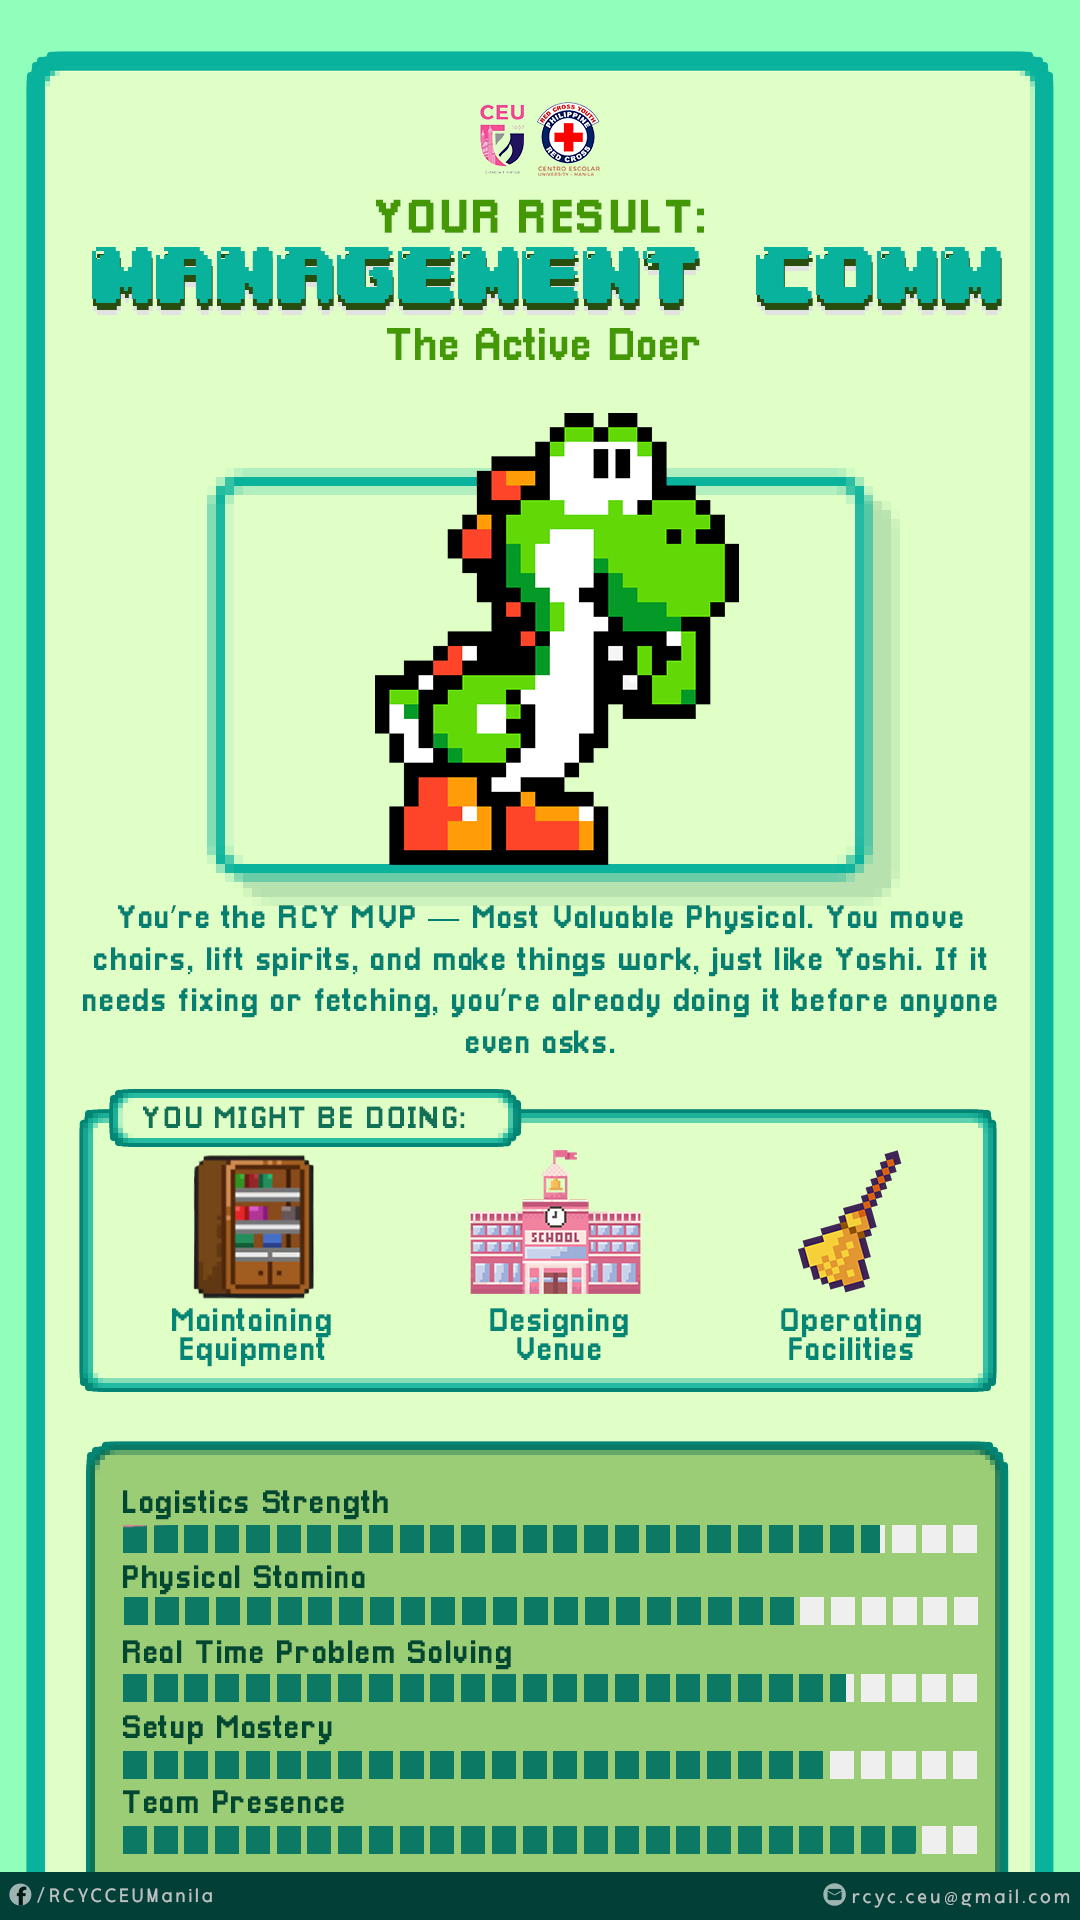 CEU
RED CROSS YOUTH
PHILIPPINE
RED CROSS
CENTRO ESCOLAR
UNIVERSITY - MANILA
YOUR RESULT:
MANAGEMENT COMM
The Active Doer
You're the RCY MVP — Most Valuable Physical. You move
chairs, lift spirits, and make things work, just like Yoshi. If it
needs fixing or fetching, you're already doing it before anyone
even asks.
YOU MIGHT BE DOING:
SCHOOL
Maintaining
Equipment
Designing
Venue
Operating
Facilities
Logistics Strength
Physical Stamina
Real Time Problem Solving
Setup Mastery
Team Presence
/RCYCCEUManila
rcyc.ceu@gmail.com